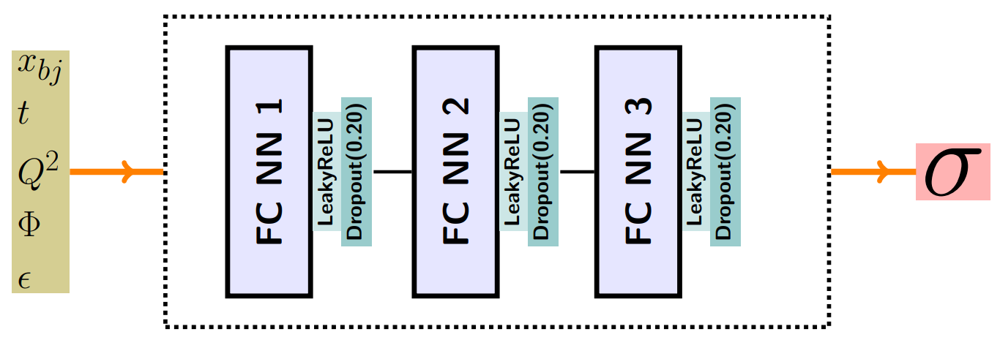 x_{bj}
t
Q^2
Φ
ϵ
FC NN 1
LeakyReLU
Dropout(0.20)
FC NN 2
LeakyReLU
Dropout(0.20)
FC NN 3
LeakyReLU
Dropout(0.20)
σ